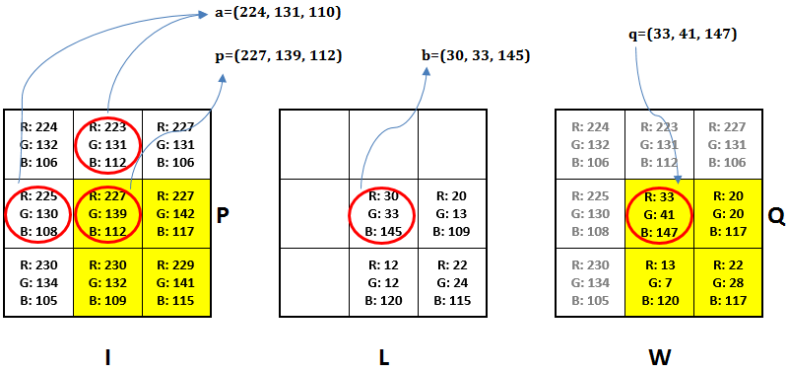 a=(224, 131, 110)
p=(227, 139, 112)
b=(30, 33, 145)
q=(33, 41, 147)
R: 224
G: 132
B: 106
R: 223
G: 131
B: 112
R: 227
G: 131
B: 106
R: 225
G: 130
B: 108
R: 227
G: 139
B: 112
R: 227
G: 142
B: 117
R: 230
G: 134
B: 105
R: 230
G: 132
B: 109
R: 229
G: 141
B: 115
P
I
R: 30
G: 33
B: 145
R: 20
G: 13
B: 109
R: 12
G: 12
B: 120
R: 22
G: 24
B: 115
L
R: 224
G: 132
B: 106
R: 223
G: 131
B: 112
R: 227
G: 131
B: 106
R: 225
G: 130
B: 108
R: 33
G: 41
B: 147
R: 20
G: 20
B: 117
R: 230
G: 134
B: 105
R: 13
G: 7
B: 120
R: 22
G: 28
B: 117
Q
W